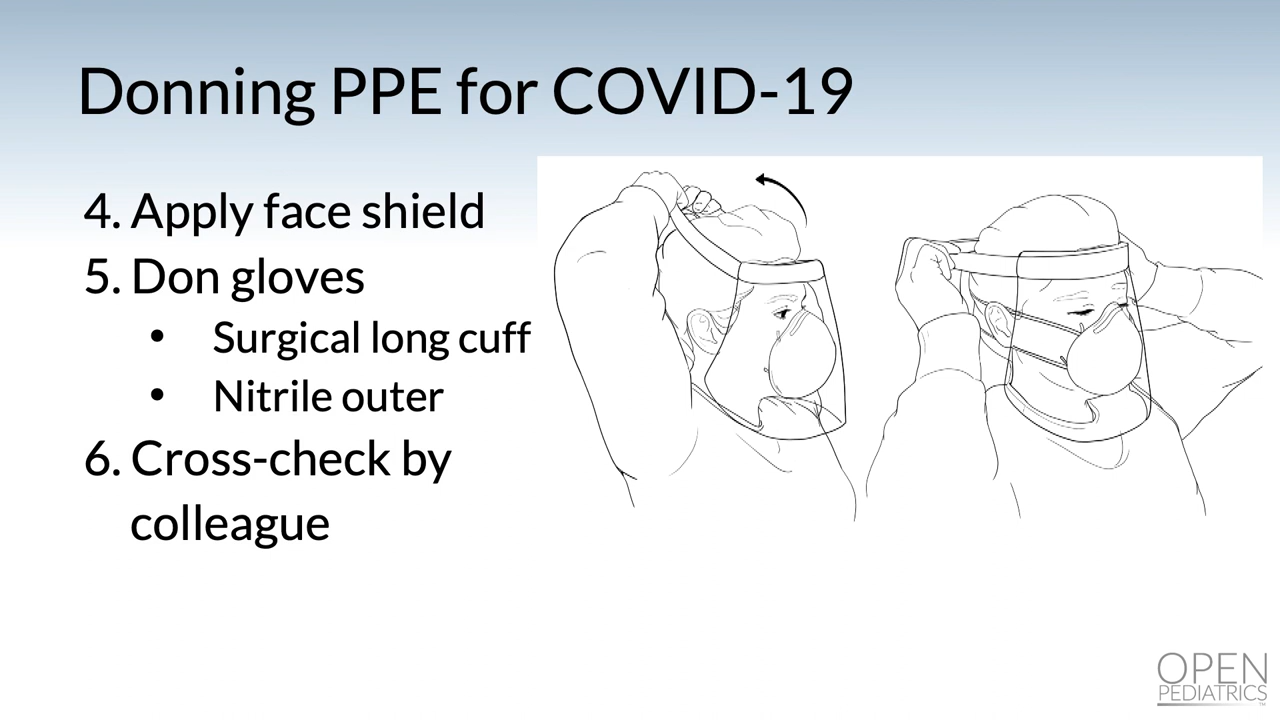 Donning PPE for COVID-19
4. Apply face shield
5. Don gloves
• Surgical long cuff
• Nitrile outer
6. Cross-check by
colleague
OPEN
PEDIATRICS
TM